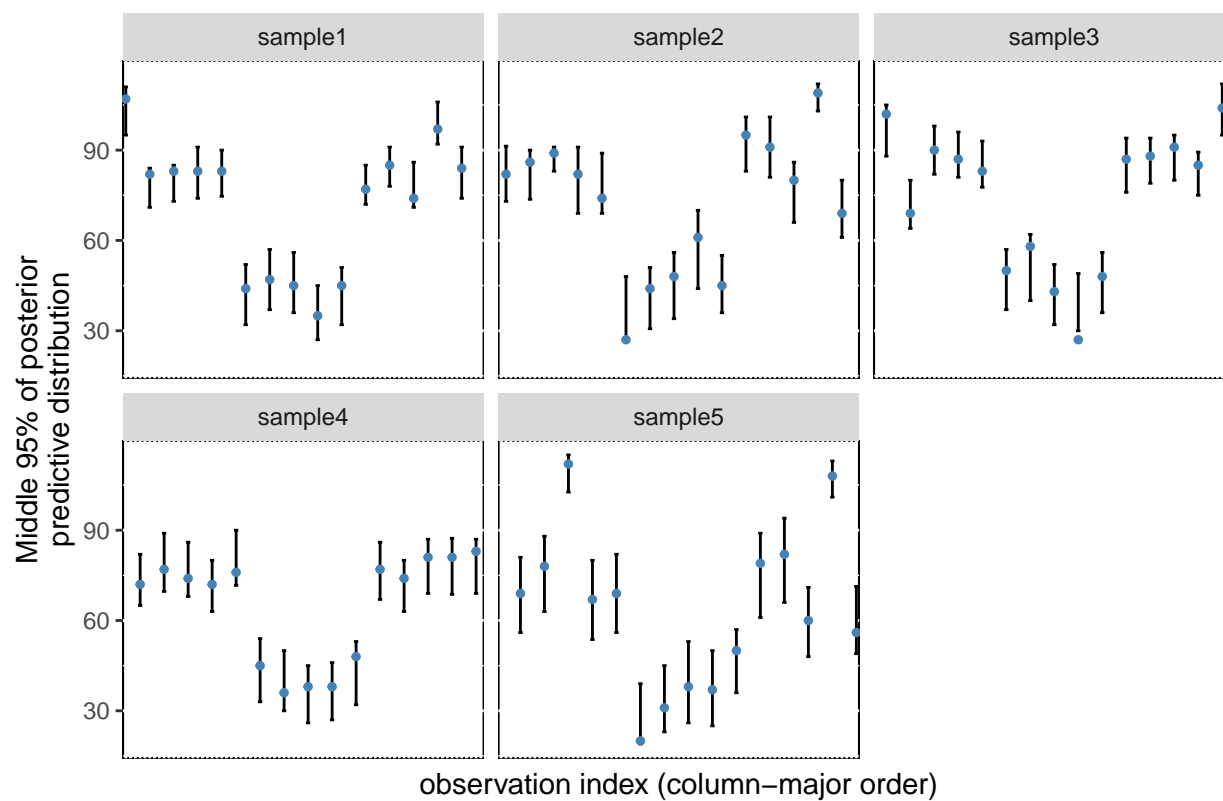 sample1
sample2
sample3
90
60
30
sample4
sample5
90
60
30
Middle 95% of posterior
predictive distribution
observation index (column−major order)